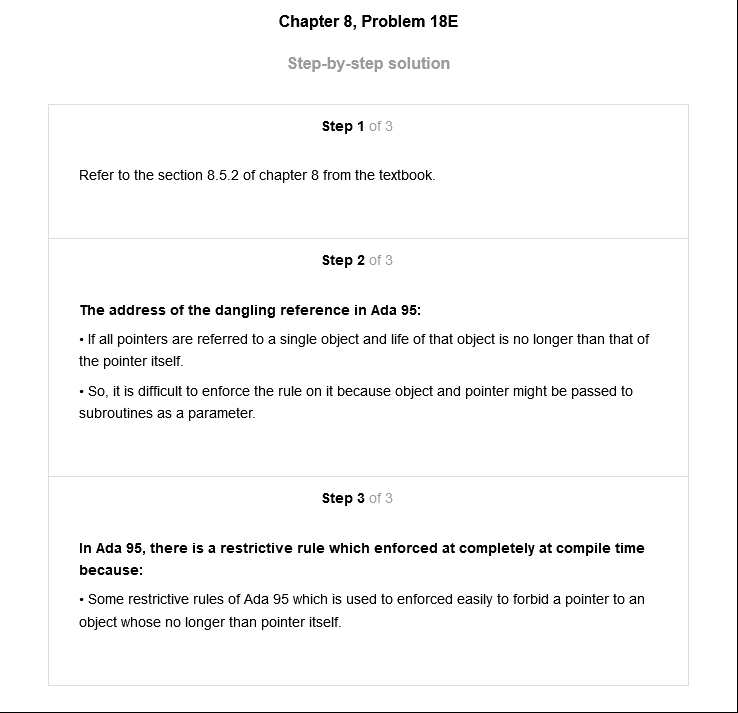 Chapter 8, Problem 18E
Step-by-step solution
Step 1 of 3
Refer to the section 8.5.2 of chapter 8 from the textbook.
Step 2 of 3
The address of the dangling reference in Ada 95:
• If all pointers are referred to a single object and life of that object is no longer than that of
the pointer itself.
• So, it is difficult to enforce the rule on it because object and pointer might be passed to
subroutines as a parameter.
Step 3 of 3
In Ada 95, there is a restrictive rule which enforced at completely at compile time
because:
• Some restrictive rules of Ada 95 which is used to enforced easily to forbid a pointer to an
object whose no longer than pointer itself.